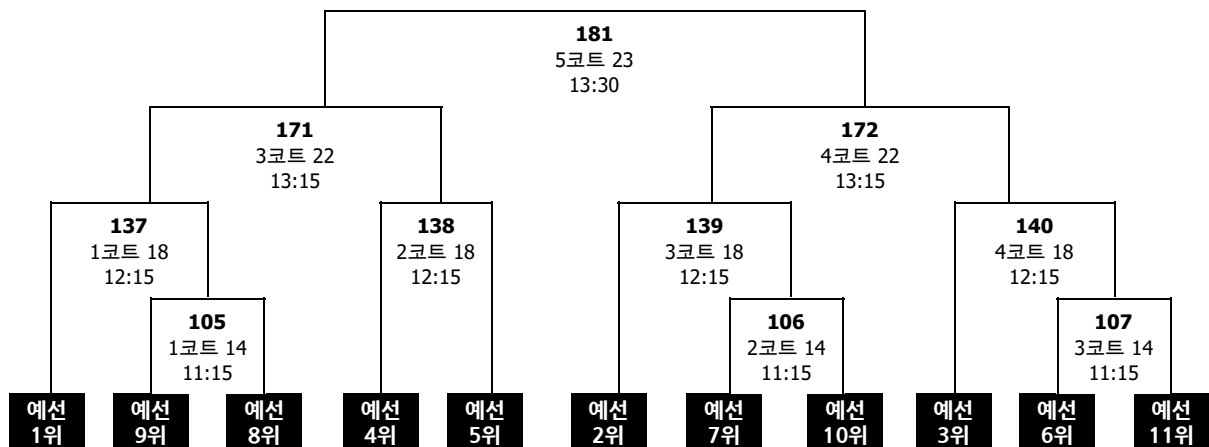 181
5코트 23
13:30
171
3코트 22
13:15
172
4코트 22
13:15
137
1코트 18
12:15
138
2코트 18
12:15
139
3코트 18
12:15
140
4코트 18
12:15
105
1코트 14
11:15
106
2코트 14
11:15
107
3코트 14
11:15
예선
1위
예선
9위
예선
8위
예선
4위
예선
5위
예선
2위
예선
7위
예선
10위
예선
3위
예선
6위
예선
11위